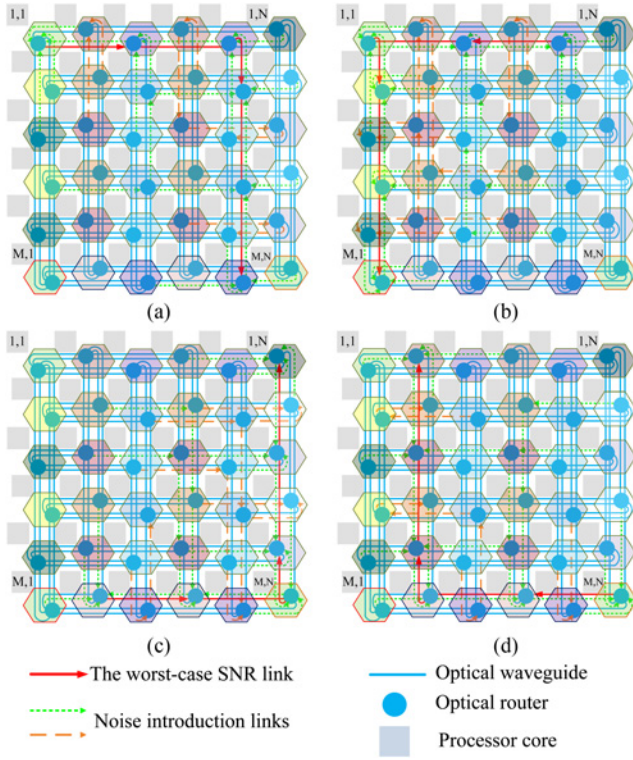 1,1 1,N
M,1 M,N
(a)
1,1 1,N
M,1 M,N
(b)
1,1 1,N
M,1 M,N
(c)
1,1 1,N
M,1 M,N
(d)
The worst-case SNR link
Noise introduction links
Optical waveguide
Optical router
Processor core